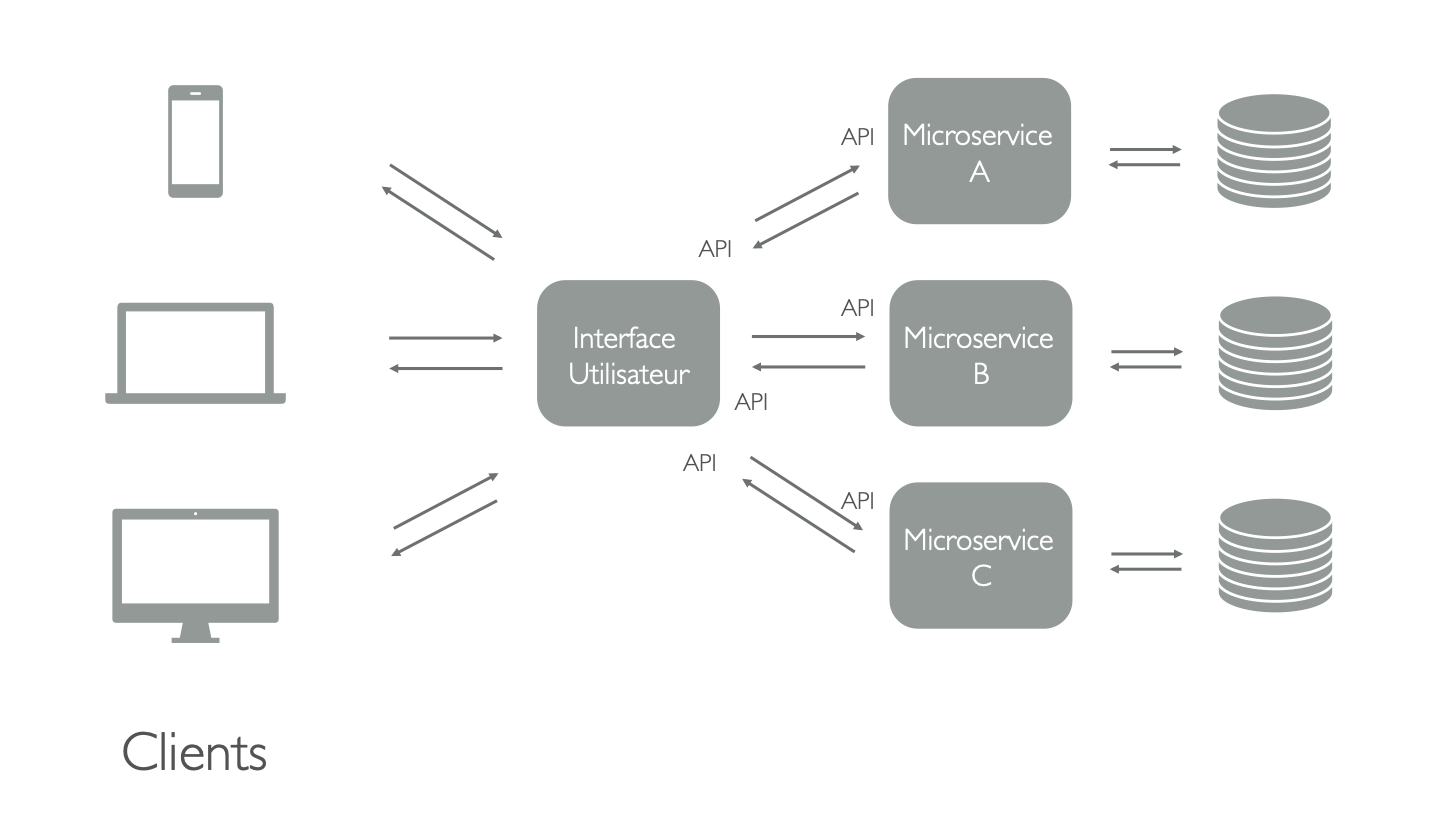 API
Microservice
A
API
API
Interface
Utilisateur
Microservice
B
API
API
API
Microservice
C
Clients